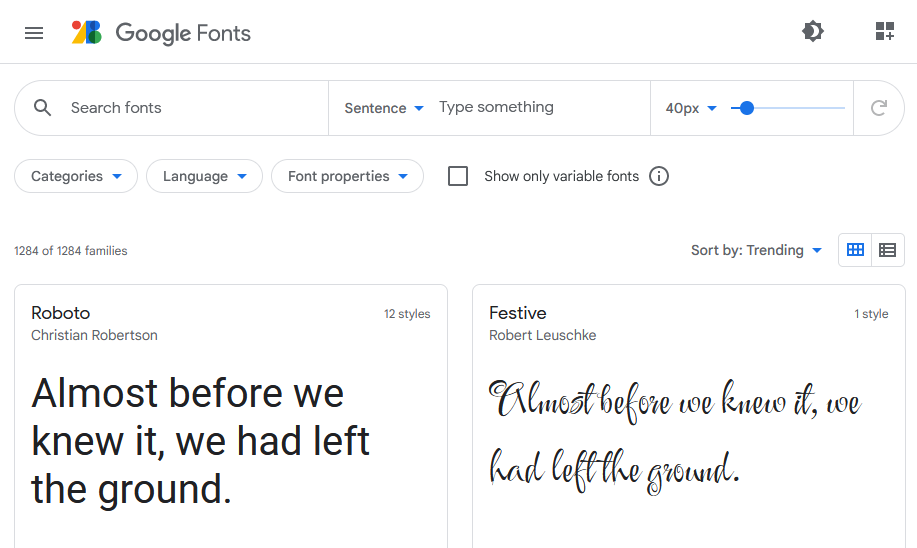 Google Fonts
Search fonts
Sentence
Type something
40px
Categories
Language
Font properties
Show only variable fonts
1284 of 1284 families
Sort by: Trending
Roboto
12 styles
Christian Robertson
Almost before we
knew it, we had left
the ground.
Festive
1 style
Robert Leuschke
Almost before we knew it, we
had left the ground.